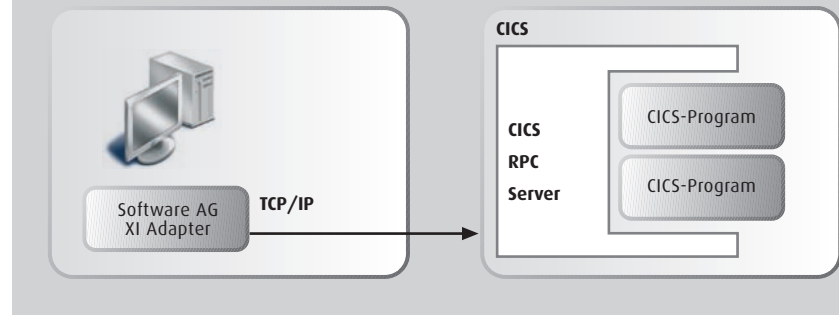 Software AG
XI Adapter
TCP/IP
CICS
CICS
RPC
Server
CICS-Program
CICS-Program